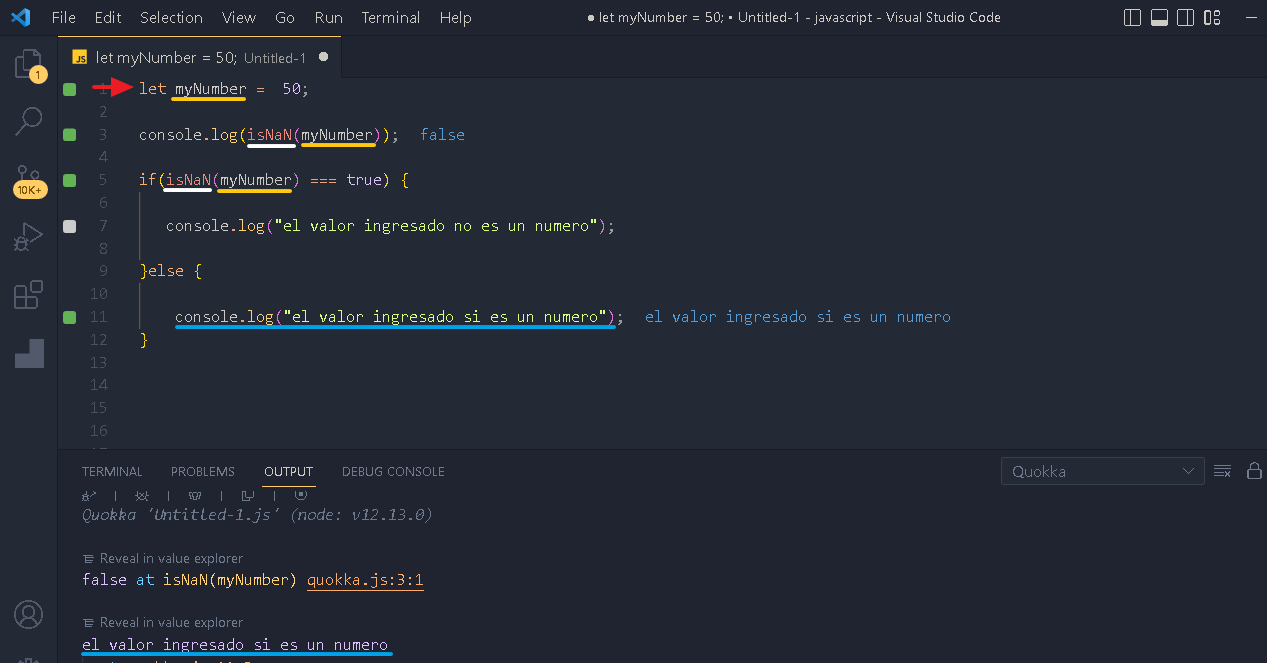 File Edit Selection View Go Run Terminal Help ● let myNumber = 50; • Untitled-1 - javascript - Visual Studio Code
JS let myNumber = 50; Untitled-1 ●
1
10K+
1 let myNumber = 50;
2
3 console.log(isNaN(myNumber)); false
4
5 if(isNaN(myNumber) === true) {
6
7 console.log("el valor ingresado no es un numero");
8
9 }else {
10
11 console.log("el valor ingresado si es un numero"); el valor ingresado si es un numero
12 }
13
14
15
16
TERMINAL PROBLEMS OUTPUT DEBUG CONSOLE Quokka
Quokka 'Untitled-1.js' (node: v12.13.0)
Reveal in value explorer
false at isNaN(myNumber) quokka.js:3:1
Reveal in value explorer
el valor ingresado si es un numero